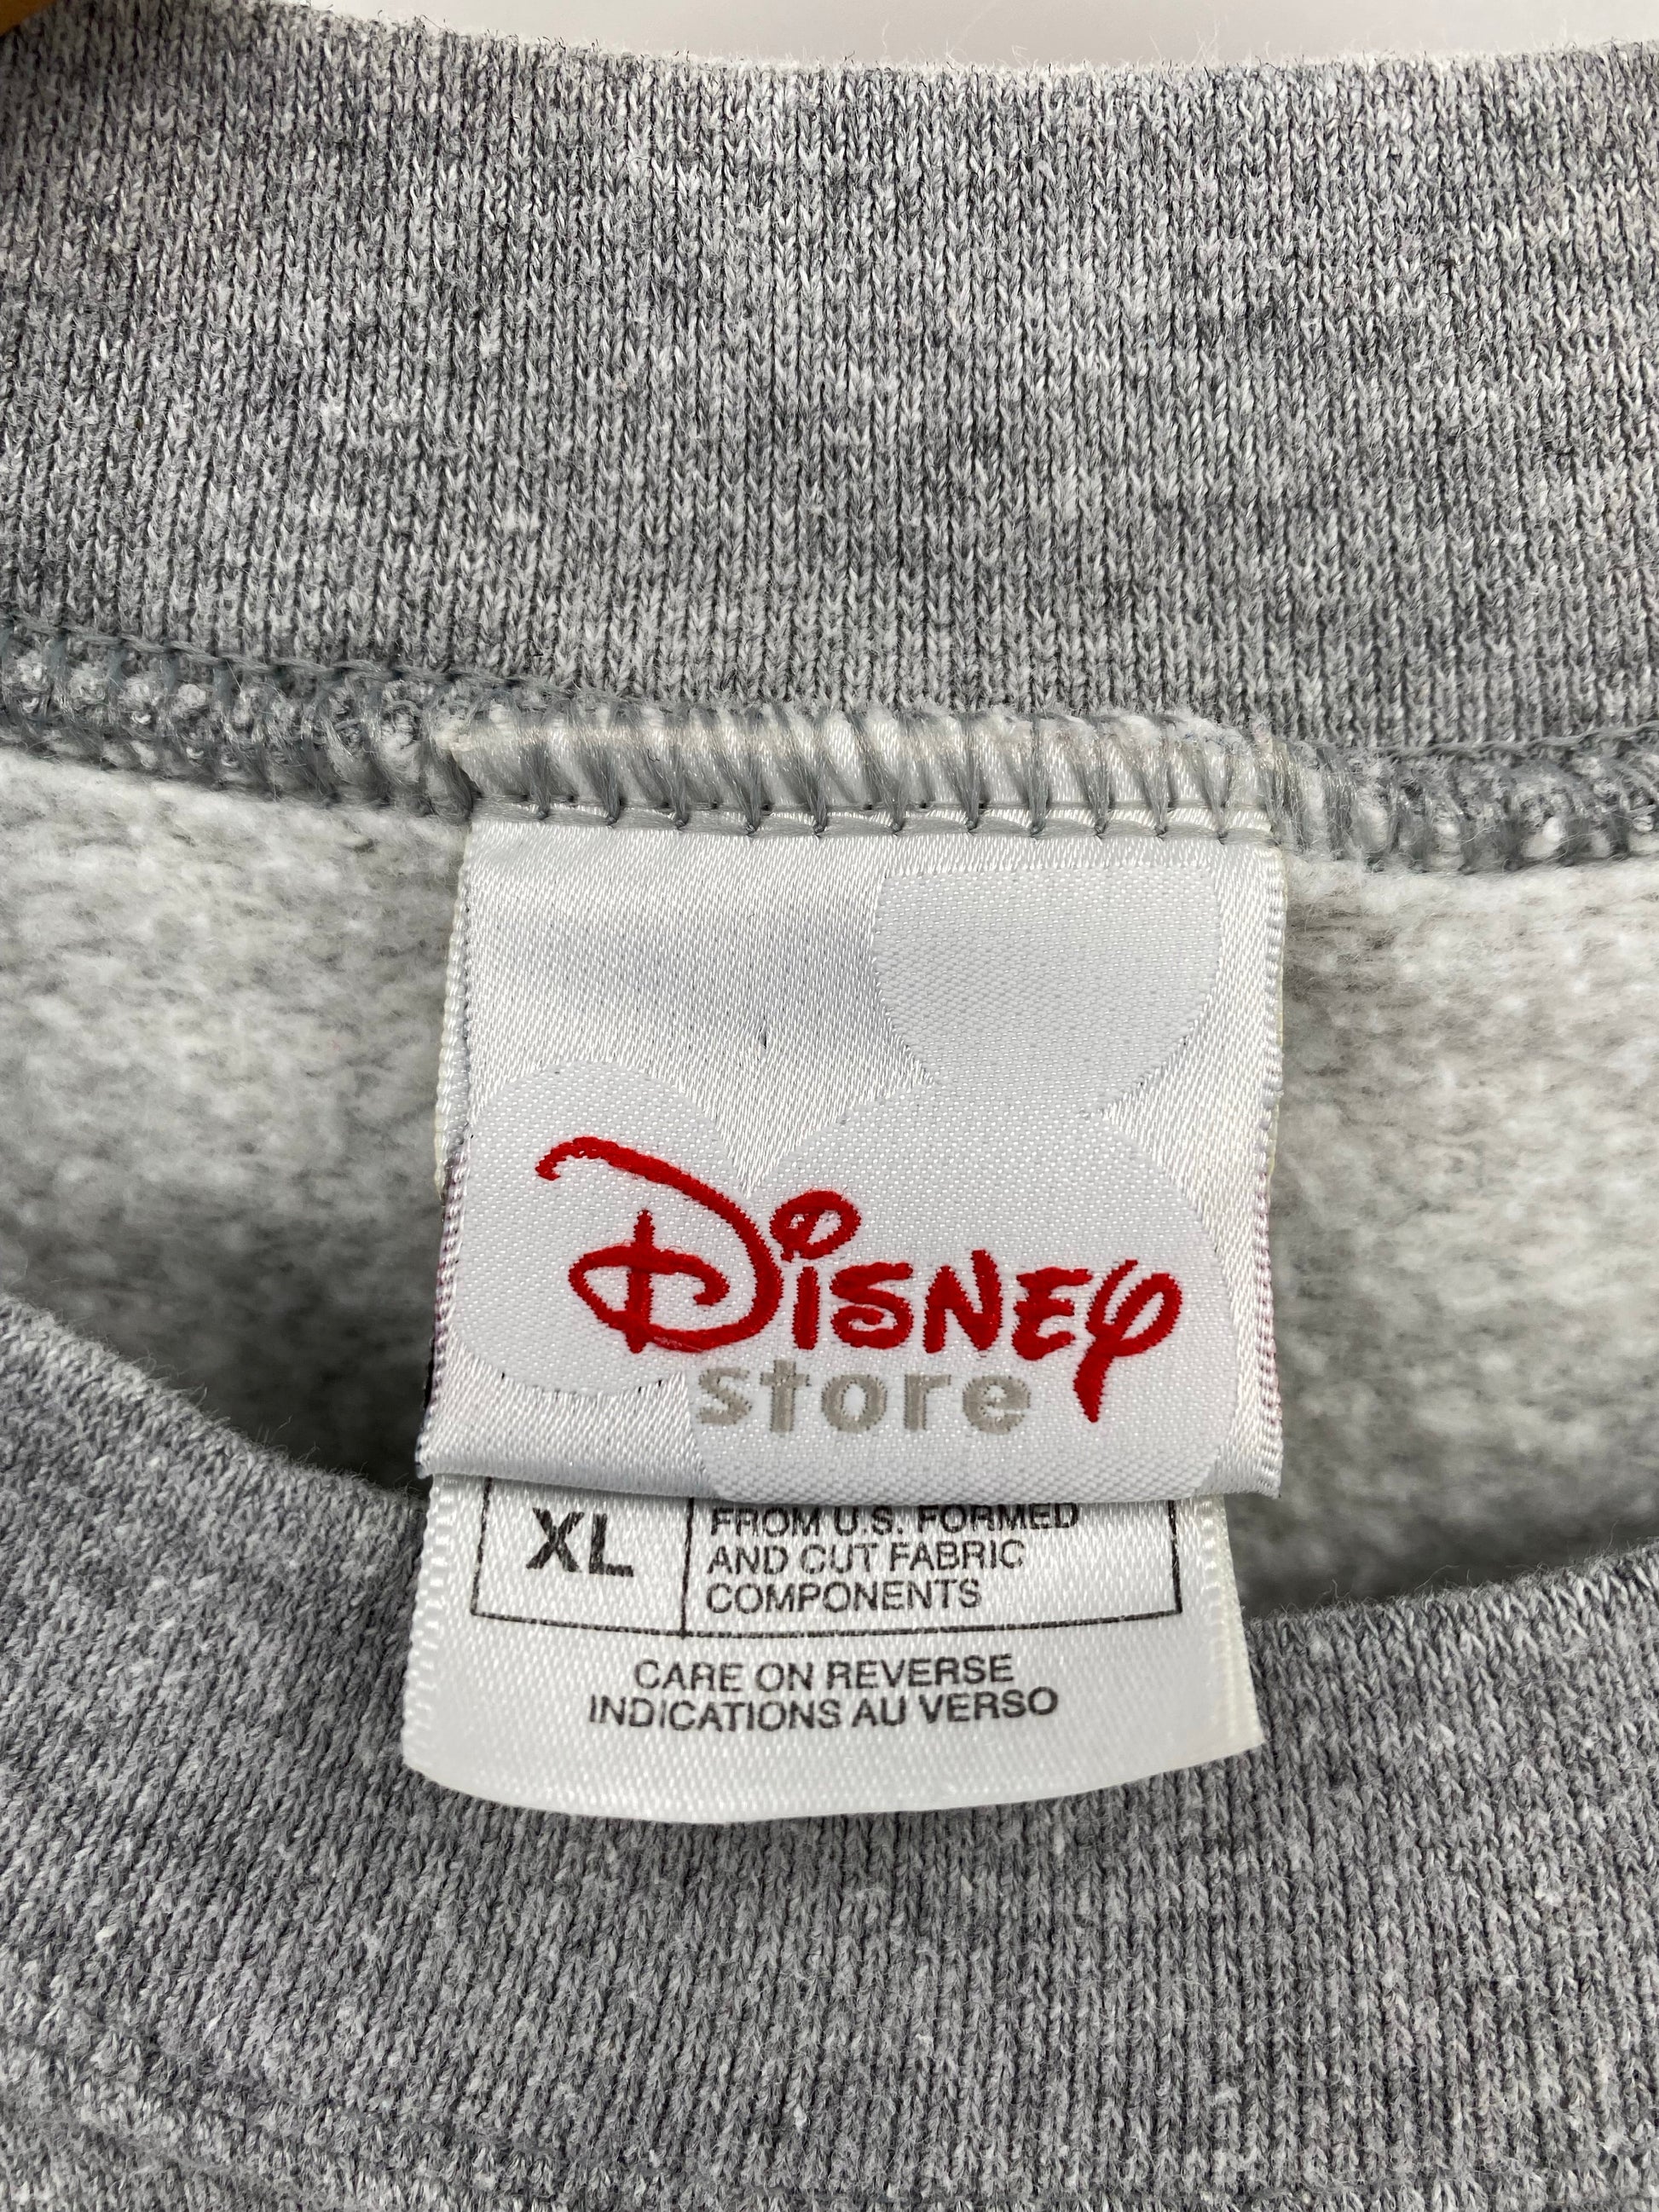 Disney
store
XL
FROM U.S. FORMED
AND CUT FABRIC
COMPONENTS
CARE ON REVERSE
INDICATIONS AU VERSO